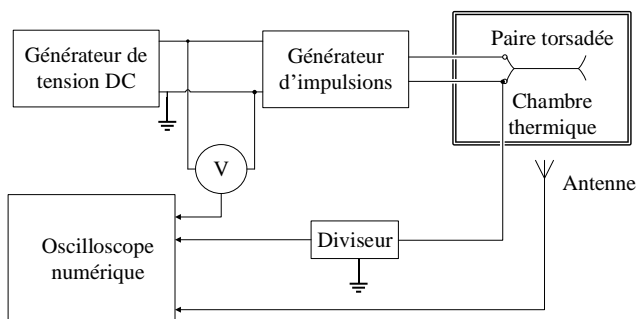 Générateur de
tension DC
Générateur
d'impulsions
Paire torsadée
Chambre
thermique
V
Antenne
Oscilloscope
numérique
Diviseur